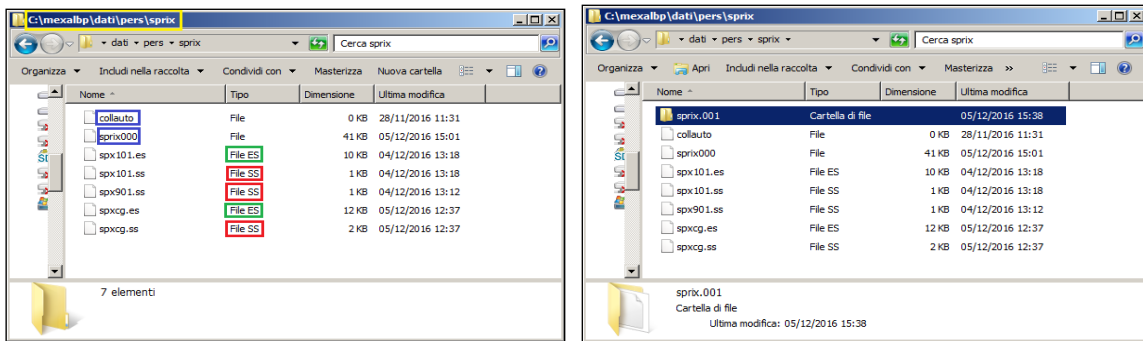 C:\mexalbp\dati\pers\sprix
dati pers sprix Cerca sprix
Organizza Includi nella raccolta Condividi con Masterizza Nuova cartella
Nome Tipo Dimensione Ultima modifica
collauto File 0 KB 28/11/2016 11:31
sprix000 File 41 KB 05/12/2016 15:01
spx101.es File ES 10 KB 04/12/2016 13:18
spx101.ss File SS 1 KB 04/12/2016 13:18
spx901.ss File SS 1 KB 04/12/2016 13:12
spxcg.es File ES 12 KB 05/12/2016 12:37
spxcg.ss File SS 2 KB 05/12/2016 12:37
7 elementi
C:\mexalbp\dati\pers\sprix
dati pers sprix Cerca sprix
Organizza Apri Includi nella raccolta Condividi con Masterizza »
Nome Tipo Dimensione Ultima modifica
sprix.001 Cartella di file 05/12/2016 15:38
collauto File 0 KB 28/11/2016 11:31
sprix000 File 41 KB 05/12/2016 15:01
spx101.es File ES 10 KB 04/12/2016 13:18
spx101.ss File SS 1 KB 04/12/2016 13:18
spx901.ss File SS 1 KB 04/12/2016 13:12
spxcg.es File ES 12 KB 05/12/2016 12:37
spxcg.ss File SS 2 KB 05/12/2016 12:37
sprix.001
Cartella di file
Ultima modifica: 05/12/2016 15:38